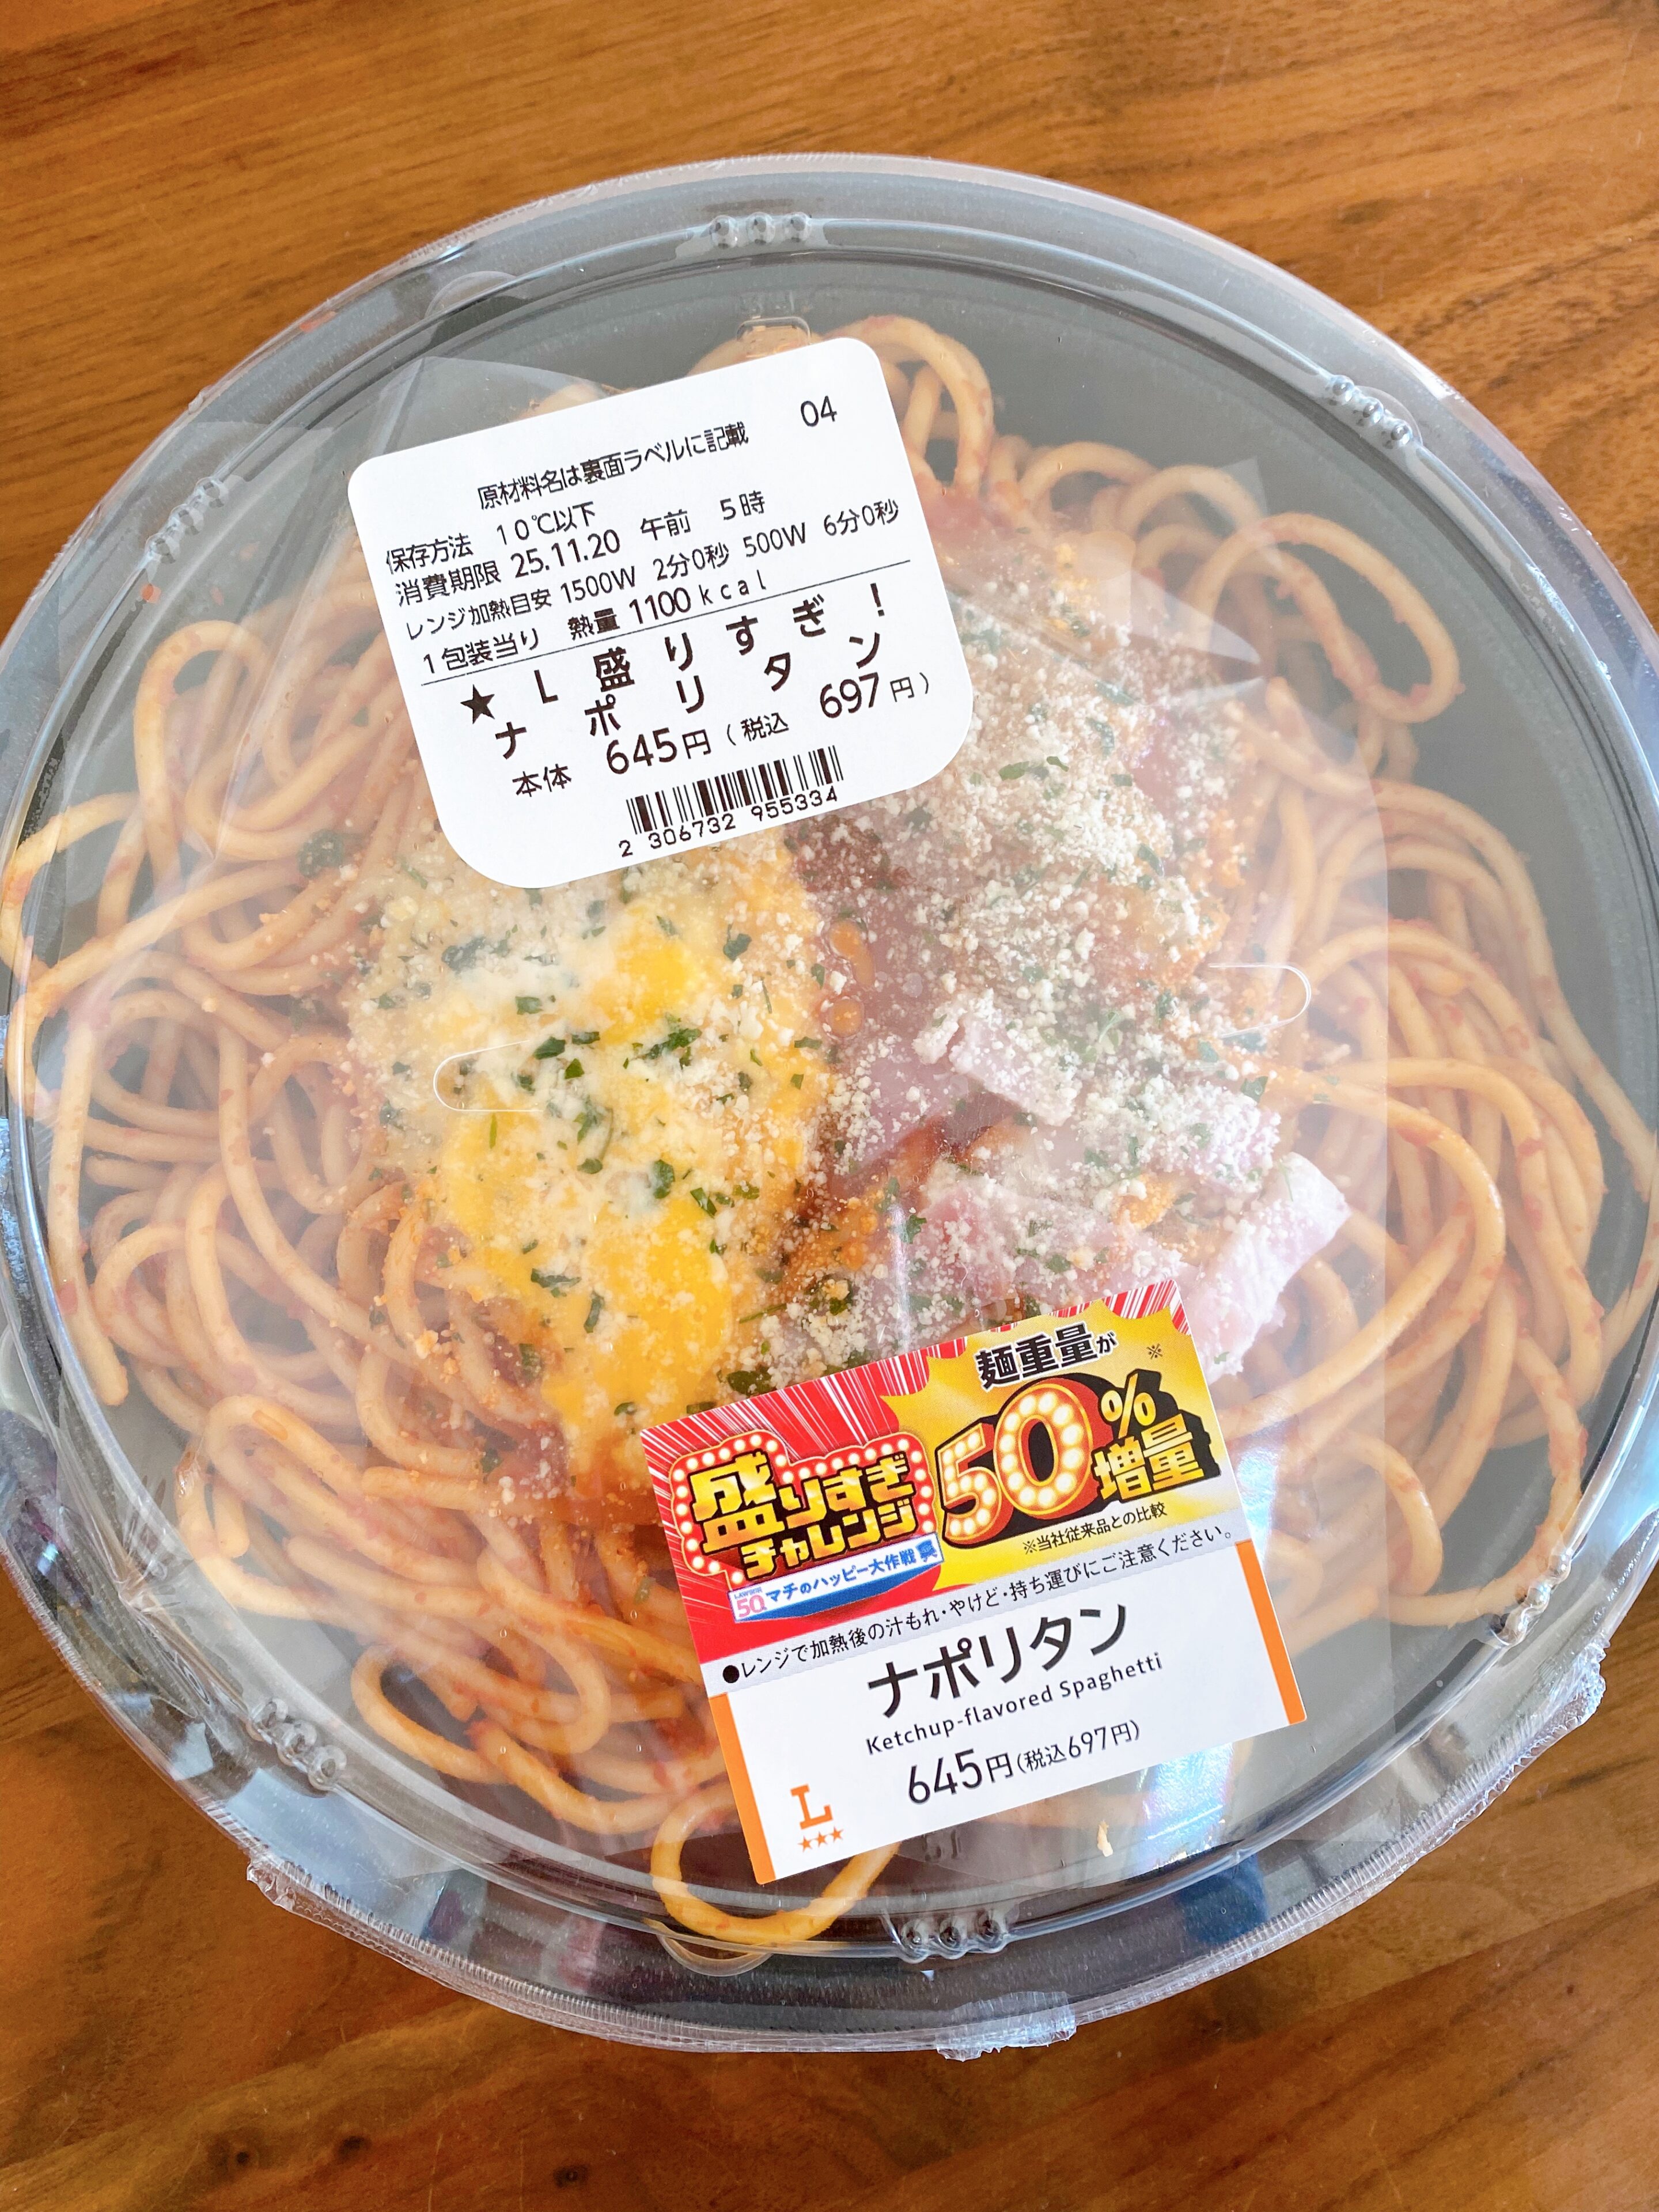 04
原材料名は裏面ラベルに記載
保存方法 10℃以下
消費期限 25.11.20 午前 5時
レンジ加熱目安 1500W 2分0秒 500W 6分0秒
1包装当り 熱量 1100kcal
★L盛りすぎ！
ナポリタン
本体 645円（税込 697円）
2 306732 955334
麺重量が※
50%増量
盛りすぎ
チャレンジ
※当社従来品との比較
LAWSON 50th マチのハッピー大作戦
●レンジで加熱後の汁もれ・やけど・持ち運びにご注意ください。
ナポリタン
Ketchup-flavored Spaghetti
645円(税込697円)
L
★★★